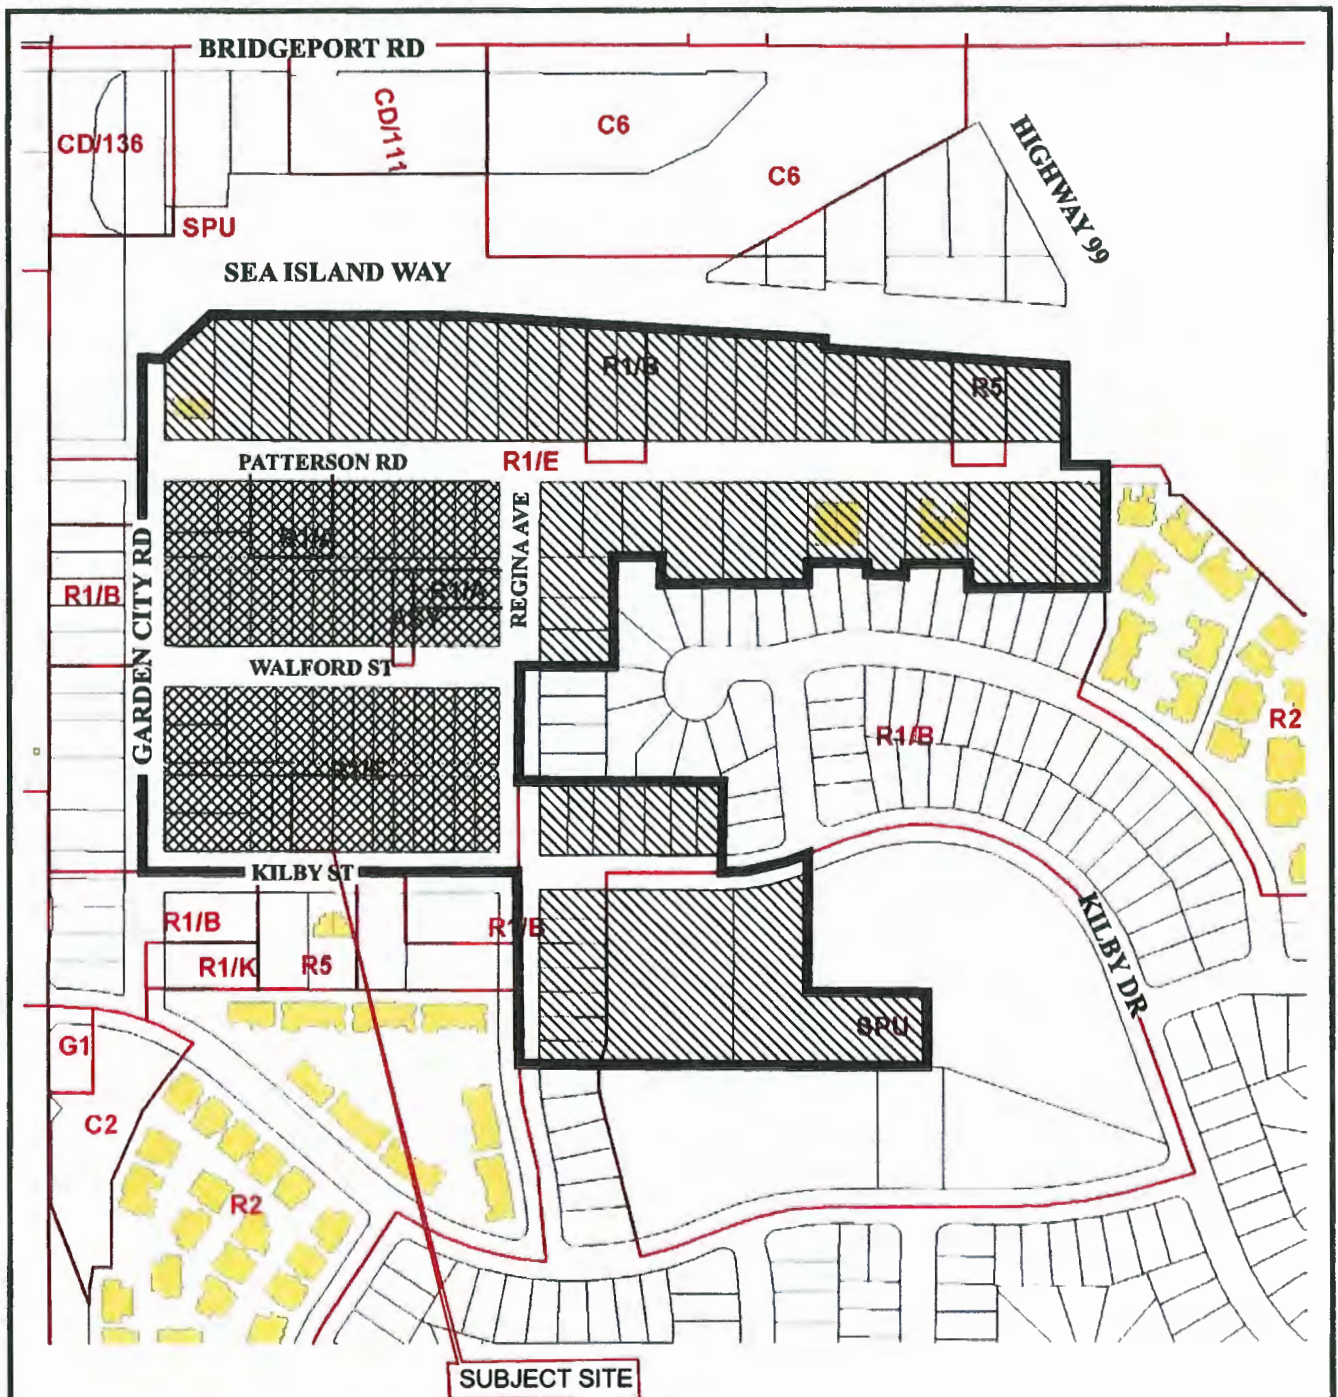 BRIDGEPORT RD
CD/136
CD/111
C6
C6
HIGHWAY 99
SPU
SEA ISLAND WAY
R1/B
R5
PATTERSON RD
R1/E
REGINA AVE
GARDEN CITY RD
R1/B
WALFORD ST
R1/B
R2
KILBY ST
KILBY DR
R1/B
R1/B
R1/K
R5
SPU
G1
C2
R2
SUBJECT SITE